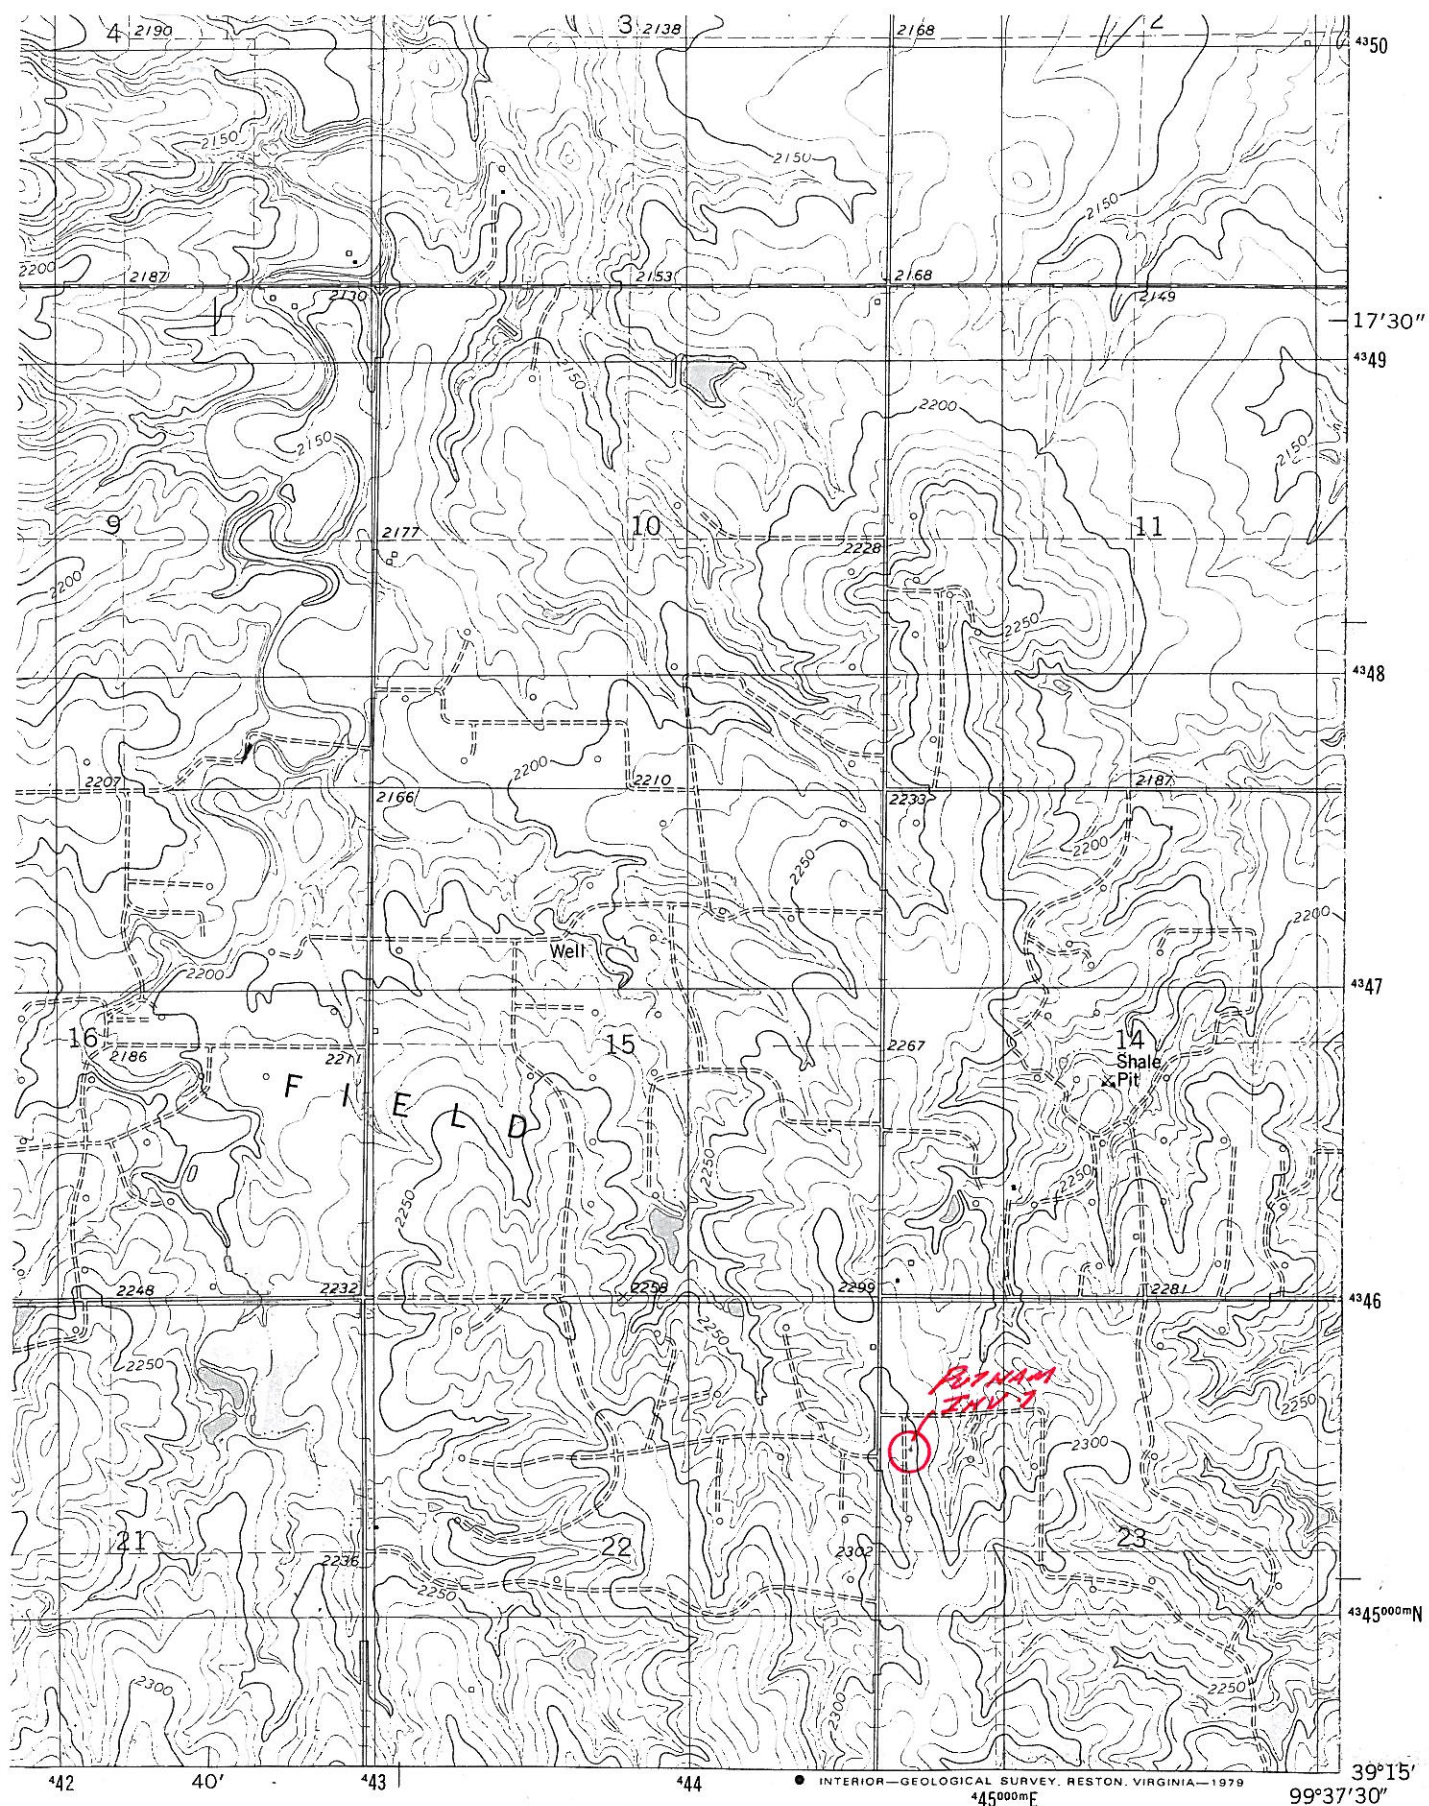 4 2190 3 2138 2168 2
⁴³50
2150
2150
2150
2200 2187 2130 2153 2168 2149
17'30"
⁴³49
2150
2200
2150
2150
9 2177 10 2228 11
2200
2250
⁴³48
2200
2207 2166 2210 2233 2187
2200
2250
2200
Well
2200
⁴³47
16 2186 2211 15 2267 14
Shale
Pit
F I E L D
2250
2250
2250
2248 2232 2258 2299 2281
⁴³46
2250
2250
PUTNAM
INV. 1
2250
2300
21 2236 22 2302 23
2250
⁴³45⁰⁰⁰ᵐN
2300
2300
2250
39°15'
⁴42 40' ⁴43 ⁴44 INTERIOR—GEOLOGICAL SURVEY, RESTON, VIRGINIA—1979
⁴45⁰⁰⁰ᵐE 99°37'30"